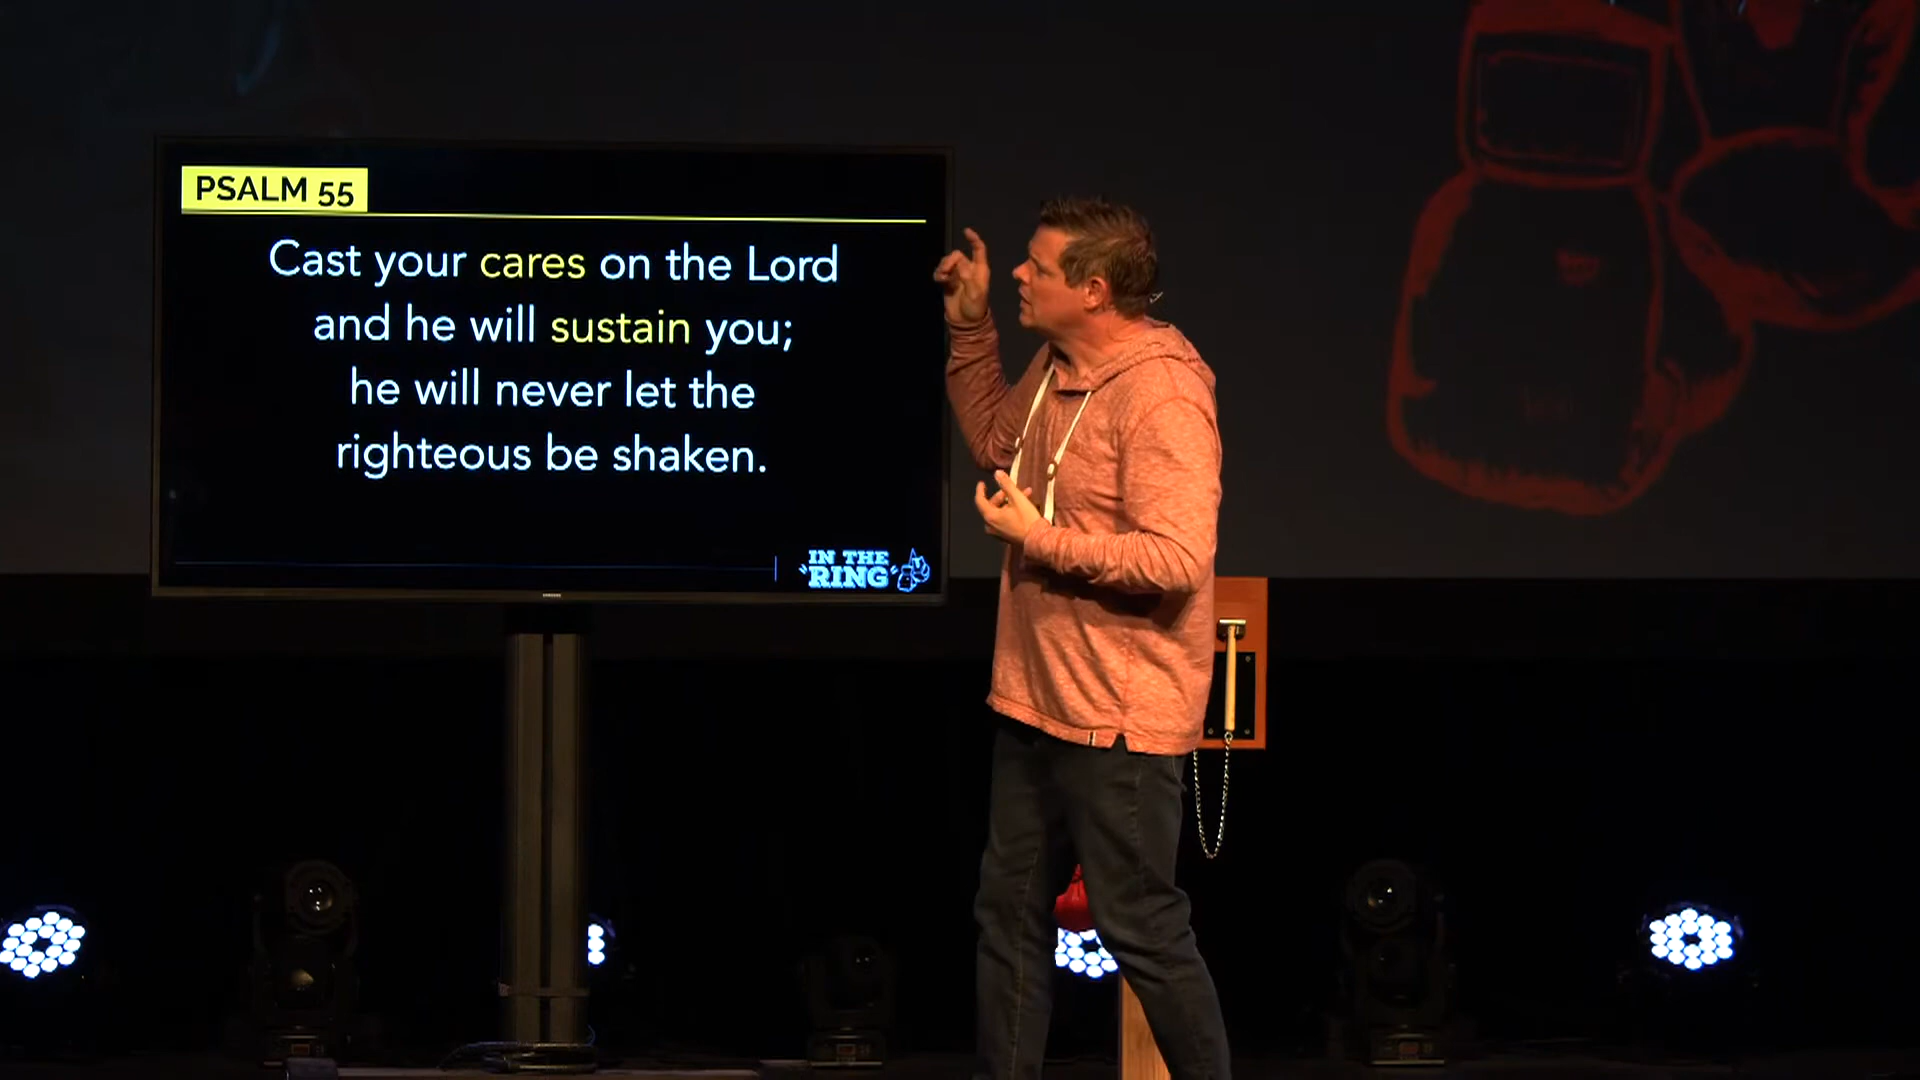 PSALM 55
Cast your cares on the Lord
and he will sustain you;
he will never let the
righteous be shaken.
IN THE
RING
SAMSUNG